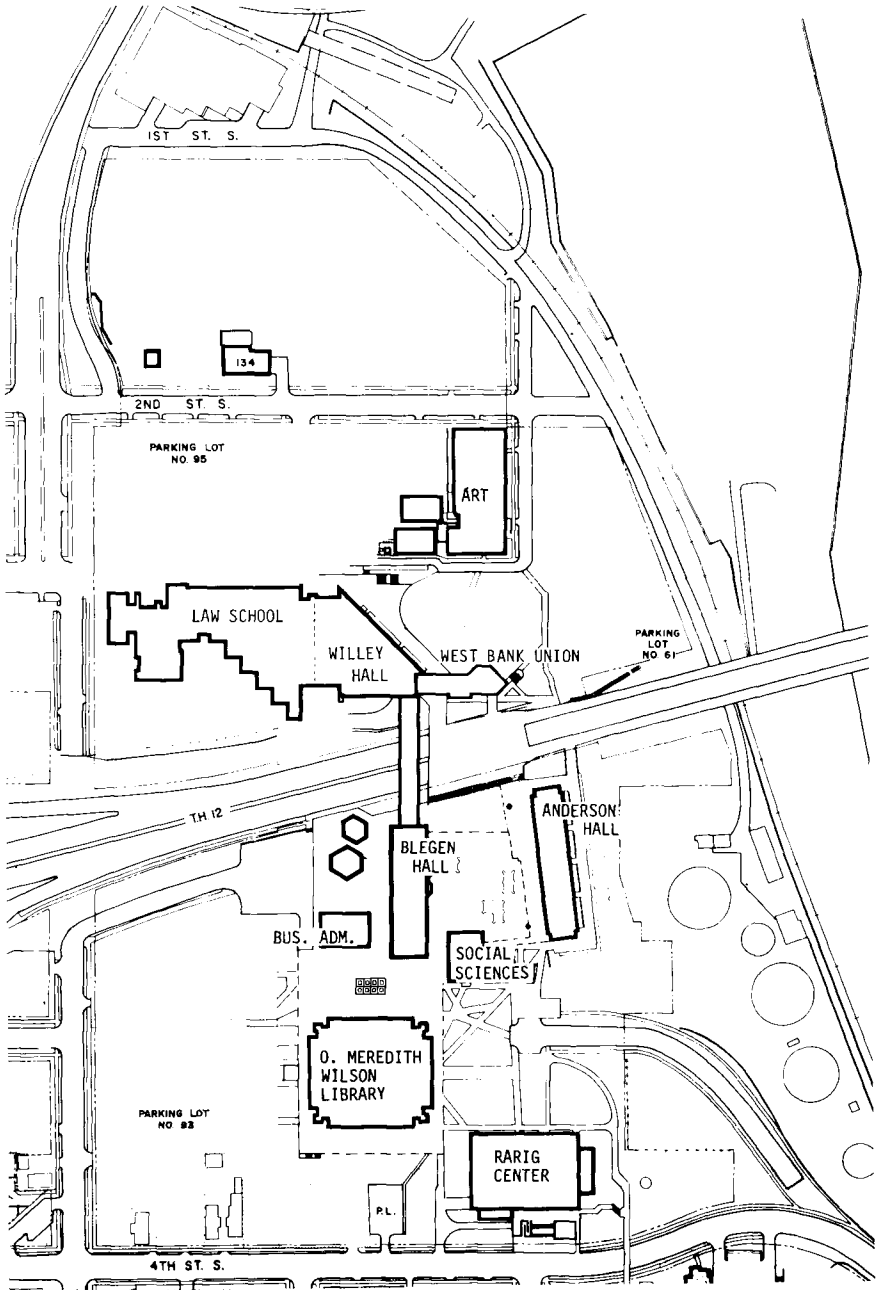 1ST ST. S.
134
2ND ST. S.
PARKING LOT
NO. 95
ART
LAW SCHOOL
WILLEY
HALL
WEST BANK UNION
PARKING
LOT
NO 61
T.H. 12
ANDERSON
HALL
BLEGEN
HALL
BUS. ADM.
SOCIAL
SCIENCES
O. MEREDITH
WILSON
LIBRARY
PARKING LOT
NO. 93
RARIG
CENTER
P.L.
4TH ST. S.